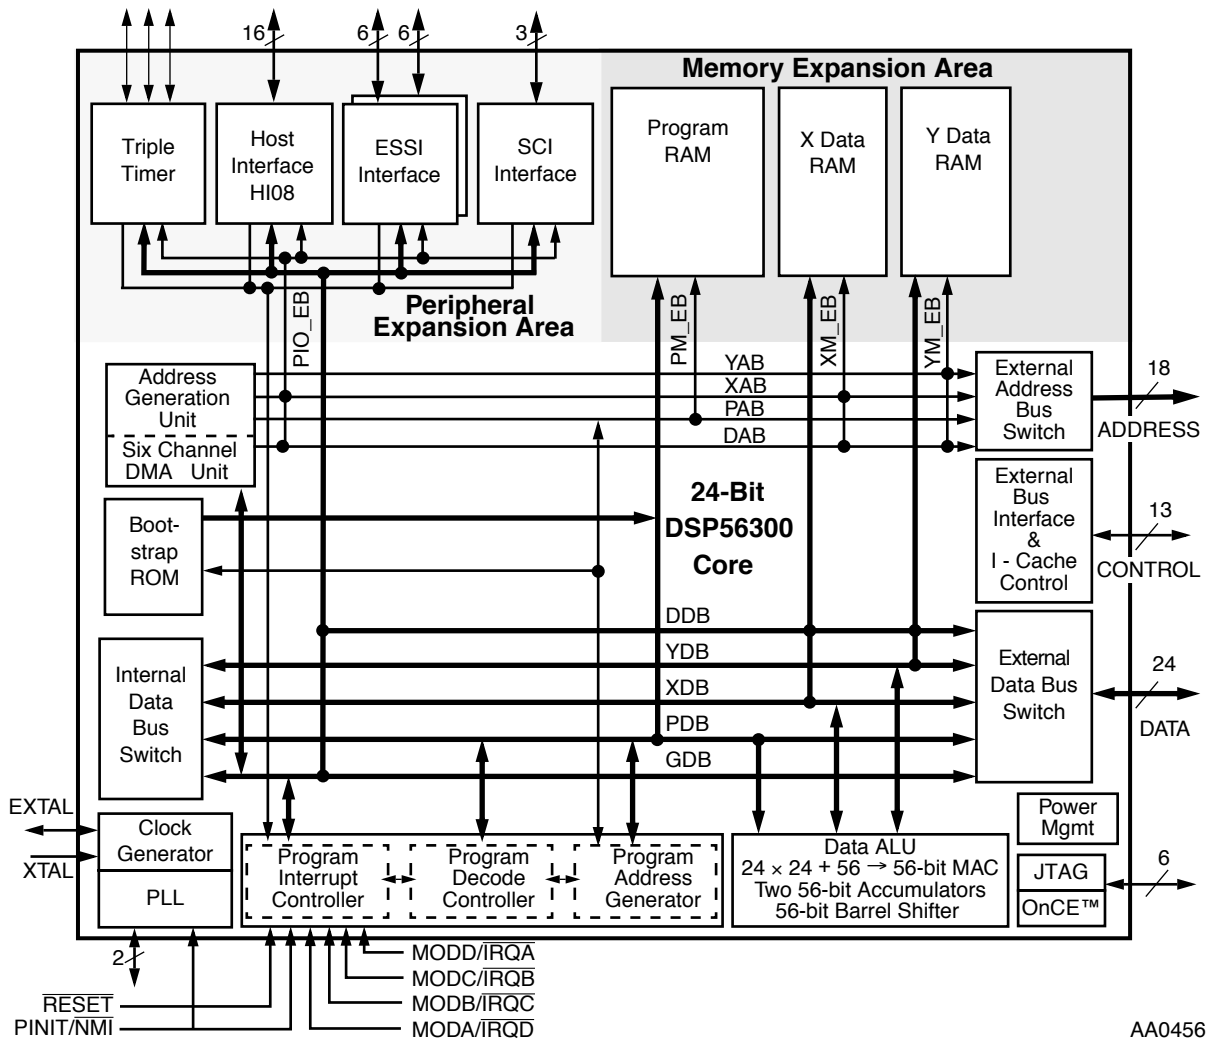 16
6
6
3
Memory Expansion Area
Triple
Timer
Host
Interface
HI08
ESSI
Interface
SCI
Interface
Program
RAM
X Data
RAM
Y Data
RAM
PIO_EB
Peripheral
Expansion Area
PM_EB
XM_EB
YM_EB
Address
Generation
Unit
Six Channel
DMA Unit
YAB
XAB
PAB
DAB
External
Address
Bus
Switch
18
ADDRESS
Boot-
strap
ROM
24-Bit
DSP56300
Core
External
Bus
Interface
&
I - Cache
Control
13
CONTROL
Internal
Data
Bus
Switch
DDB
YDB
XDB
PDB
GDB
External
Data Bus
Switch
24
DATA
EXTAL
XTAL
Clock
Generator
PLL
2
Program
Interrupt
Controller
Program
Decode
Controller
Program
Address
Generator
Data ALU
24 × 24 + 56 → 56-bit MAC
Two 56-bit Accumulators
56-bit Barrel Shifter
Power
Mgmt
JTAG
OnCE™
6
RESET
PINIT/NMI
MODD/IRQA
MODC/IRQB
MODB/IRQC
MODA/IRQD
AA0456